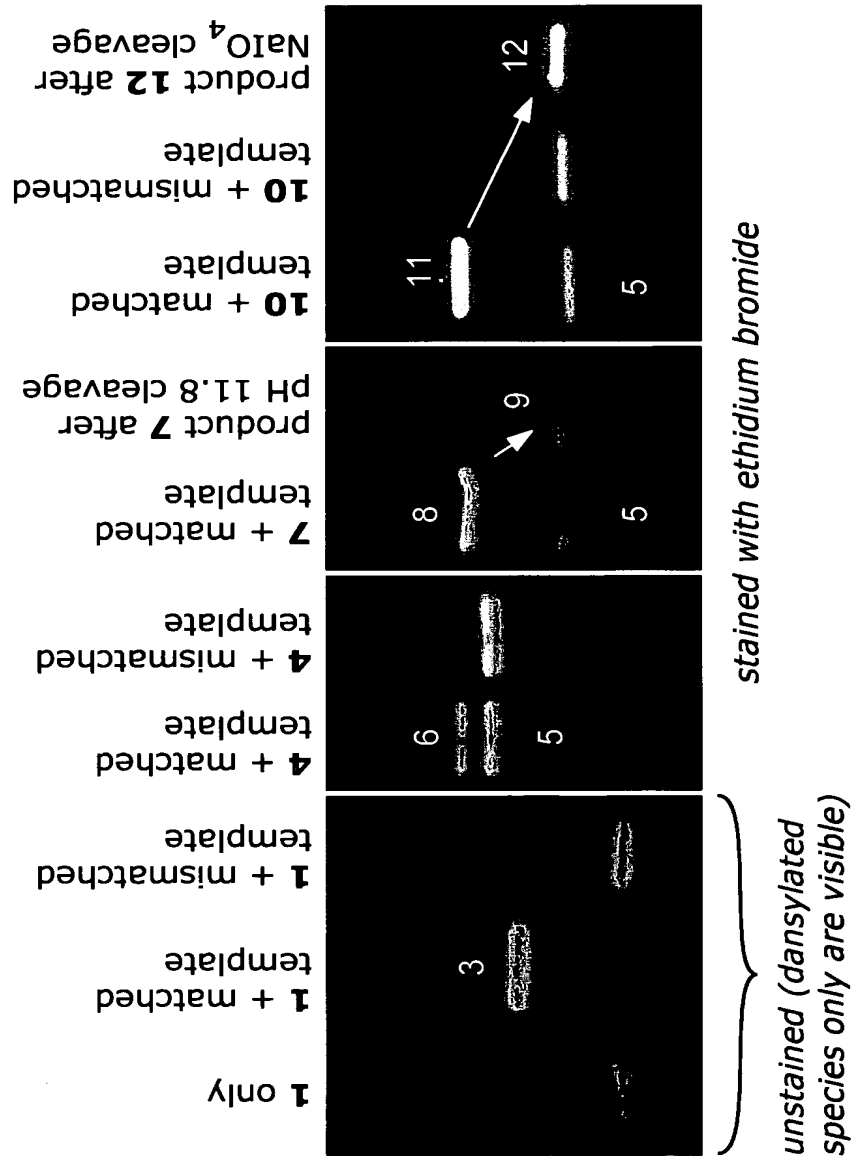 1 only
1 + matched
template
1 + mismatched
template
4 + matched
template
4 + mismatched
template
7 + matched
template
product 7 after
pH 11.8 cleavage
10 + matched
template
10 + mismatched
template
product 12 after
NaIO4 cleavage
3
6
5
8
5
9
11
5
12
unstained (dansylated
species only are visible)
stained with ethidium bromide